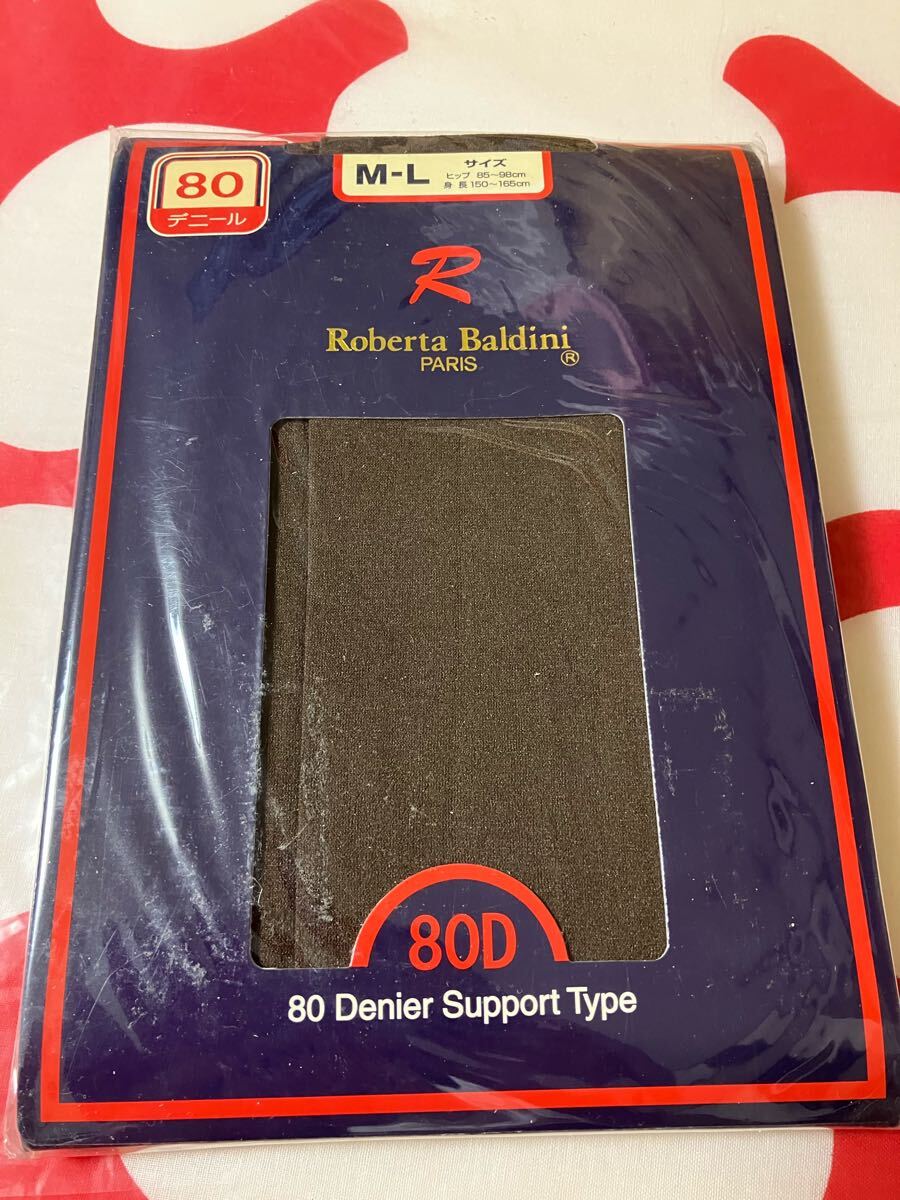 80
デニール
M-L
サイズ
ヒップ 85~98cm
身長 150~165cm
R
Roberta Baldini®
PARIS
80D
80 Denier Support Type